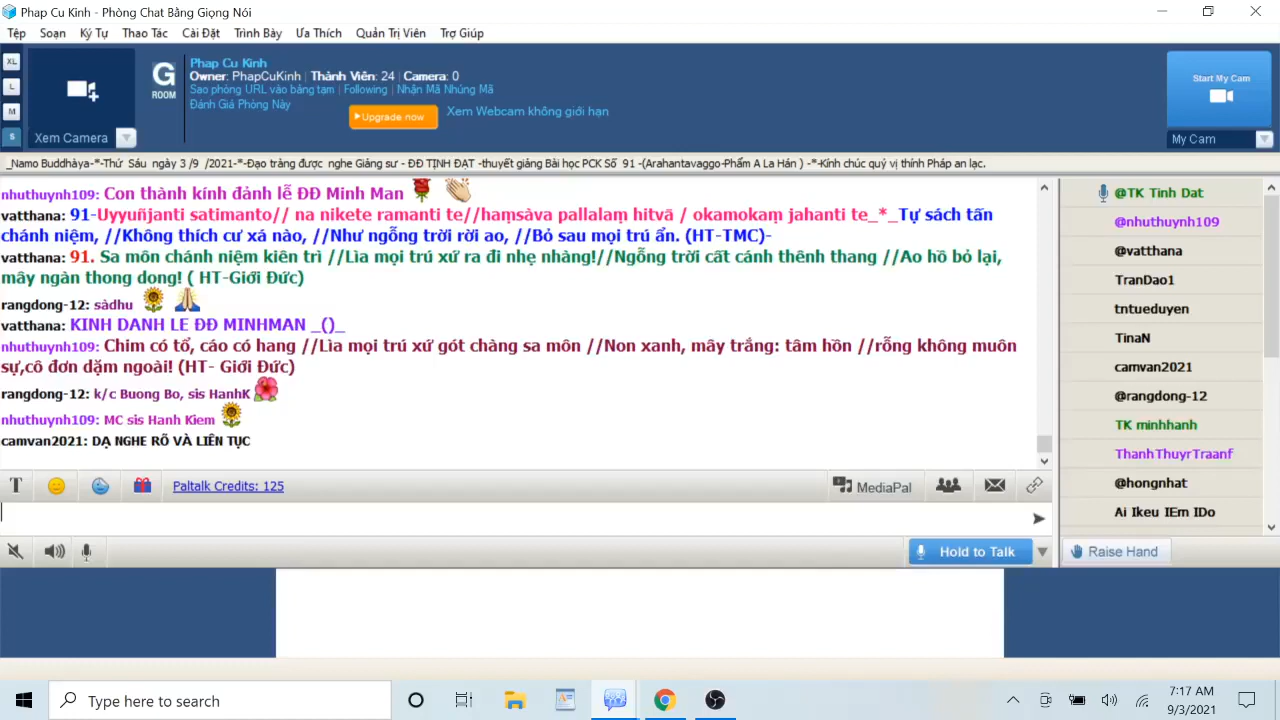 Phap Cu Kinh - Phòng Chat Bằng Giọng Nói
Tệp Soạn Ký Tự Thao Tác Cài Đặt Trình Bày Ưa Thích Quản Trị Viên Trợ Giúp
XL
L
M
S
Xem Camera
G
ROOM
Phap Cu Kinh
Owner: PhapCuKinh | Thành Viên: 24 | Camera: 0
Sao phòng URL vào bảng tạm | Following | Nhận Mã Nhúng Mã
Đánh Giá Phòng Này
Upgrade now
Xem Webcam không giới hạn
Start My Cam
My Cam
_Namo Buddhàya-*-Thứ Sáu ngày 3 /9 /2021-*-Đạo tràng được nghe Giảng sư - ĐĐ TỊNH ĐẠT -thuyết giảng Bài học PCK Số 91 -(Arahantavaggo-Phẩm A La Hán ) -*-Kính chúc quý vị thính Pháp an lạc.
nhuthuynh109: Con thành kính đảnh lễ ĐĐ Minh Man
vatthana: 91-Uyyuñjanti satimanto// na nikete ramanti te//haṃsàva pallalaṃ hitvā / okamokaṃ jahanti te_*_Tự sách tấn
chánh niệm, //Không thích cư xá nào, //Như ngỗng trời rời ao, //Bỏ sau mọi trú ẩn. (HT-TMC)-
vatthana: 91. Sa môn chánh niệm kiên trì //Lìa mọi trú xứ ra đi nhẹ nhàng!//Ngỗng trời cất cánh thênh thang //Ao hồ bỏ lại,
mây ngàn thong dong! ( HT-Giới Đức)
rangdong-12: sàdhu
vatthana: KINH DANH LE ĐĐ MINHMAN _()_
nhuthuynh109: Chim có tổ, cáo có hang //Lìa mọi trú xứ gót chàng sa môn //Non xanh, mây trắng: tâm hồn //rỗng không muôn
sự,cô đơn dặm ngoài! (HT- Giới Đức)
rangdong-12: k/c Buong Bo, sis HanhK
nhuthuynh109: MC sis Hanh Kiem
camvan2021: DẠ NGHE RÕ VÀ LIÊN TỤC
@TK Tinh Dat
@nhuthuynh109
@vatthana
TranDao1
tntueduyen
TinaN
camvan2021
@rangdong-12
TK minhhanh
ThanhThuyrTraanf
@hongnhat
Ai Ikeu IEm IDo
T
Paltalk Credits: 125
MediaPal
Hold to Talk
Raise Hand
Type here to search
7:17 AM
9/3/2021